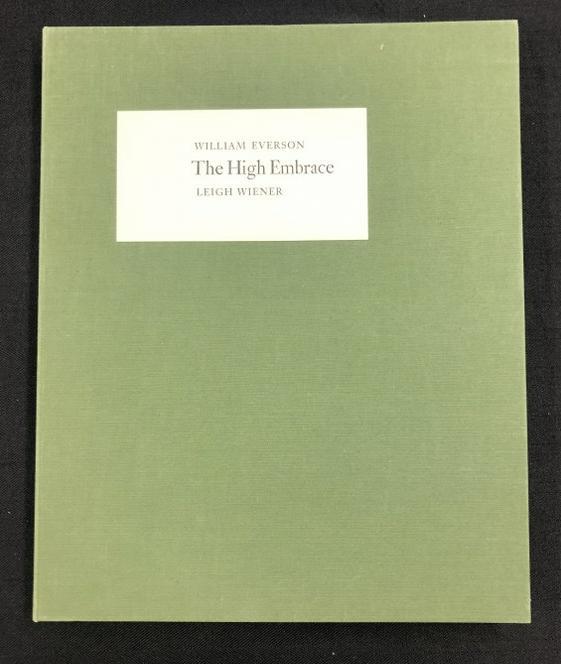 WILLIAM EVERSON
The High Embrace
LEIGH WIENER